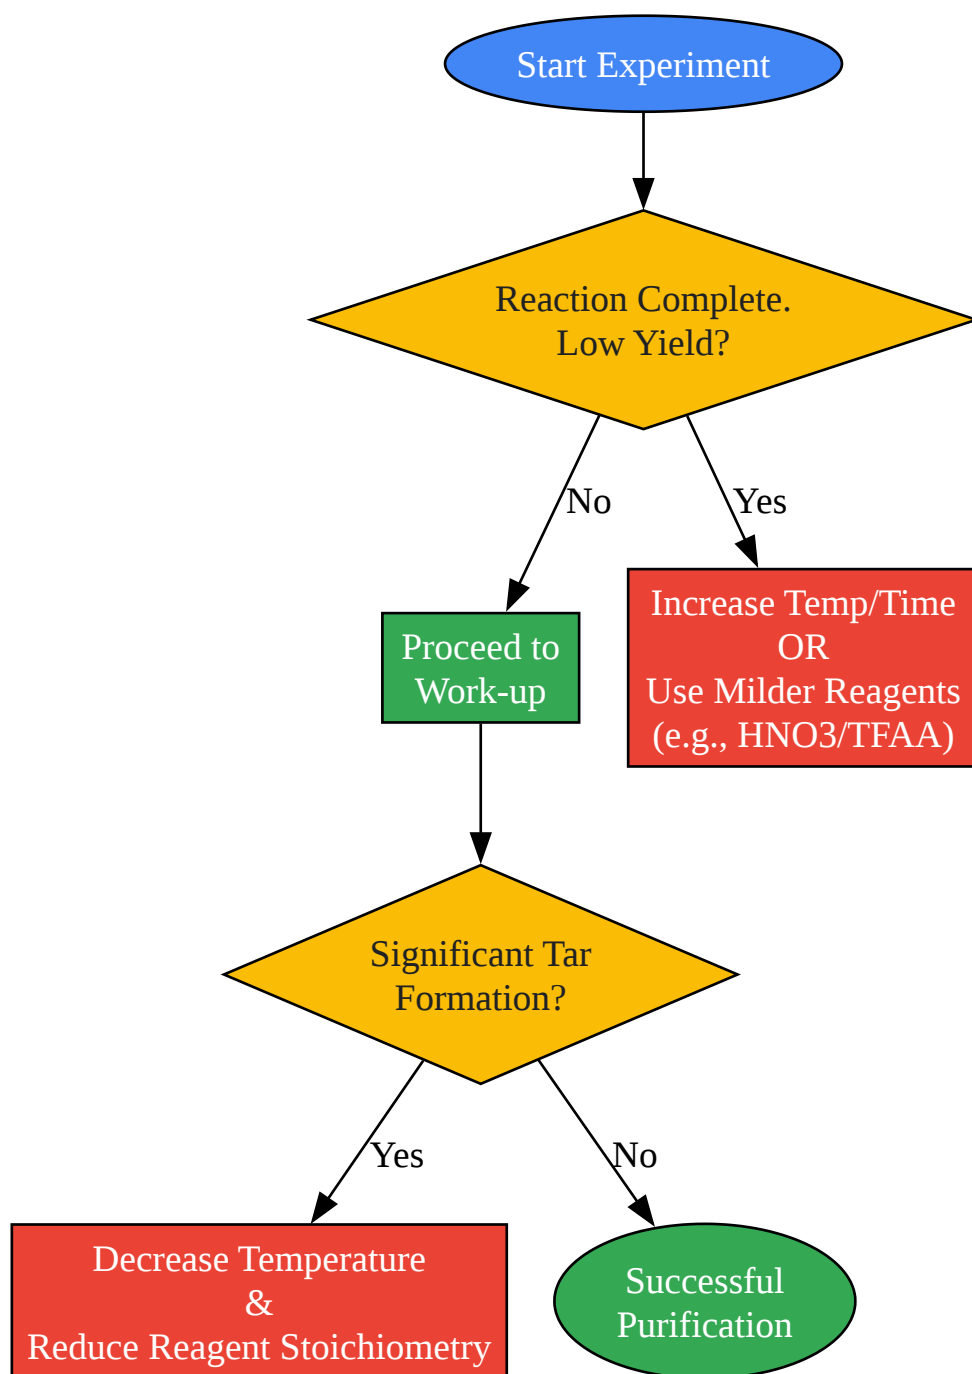 Start Experiment
Reaction Complete.
Low Yield?
No
Yes
Increase Temp/Time
OR
Use Milder Reagents
(e.g., HNO3/TFAA)
Proceed to
Work-up
Significant Tar
Formation?
Yes
No
Decrease Temperature
&
Reduce Reagent Stoichiometry
Successful
Purification